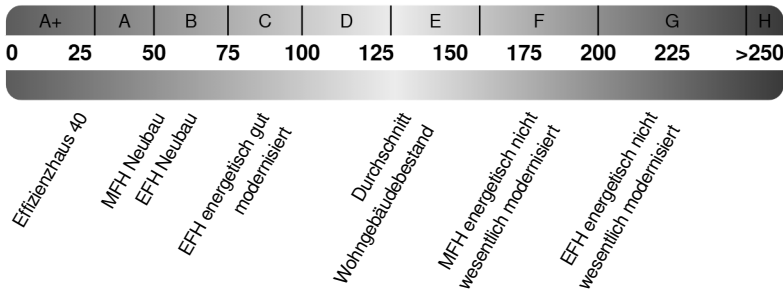 A+ A B C D E F G H
0 25 50 75 100 125 150 175 200 225 >250
Effizienzhaus 40
MFH Neubau
EFH Neubau
EFH energetisch gut
modernisiert
Durchschnitt
Wohngebäudebestand
MFH energetisch nicht
wesentlich modernisiert
EFH energetisch nicht
wesentlich modernisiert